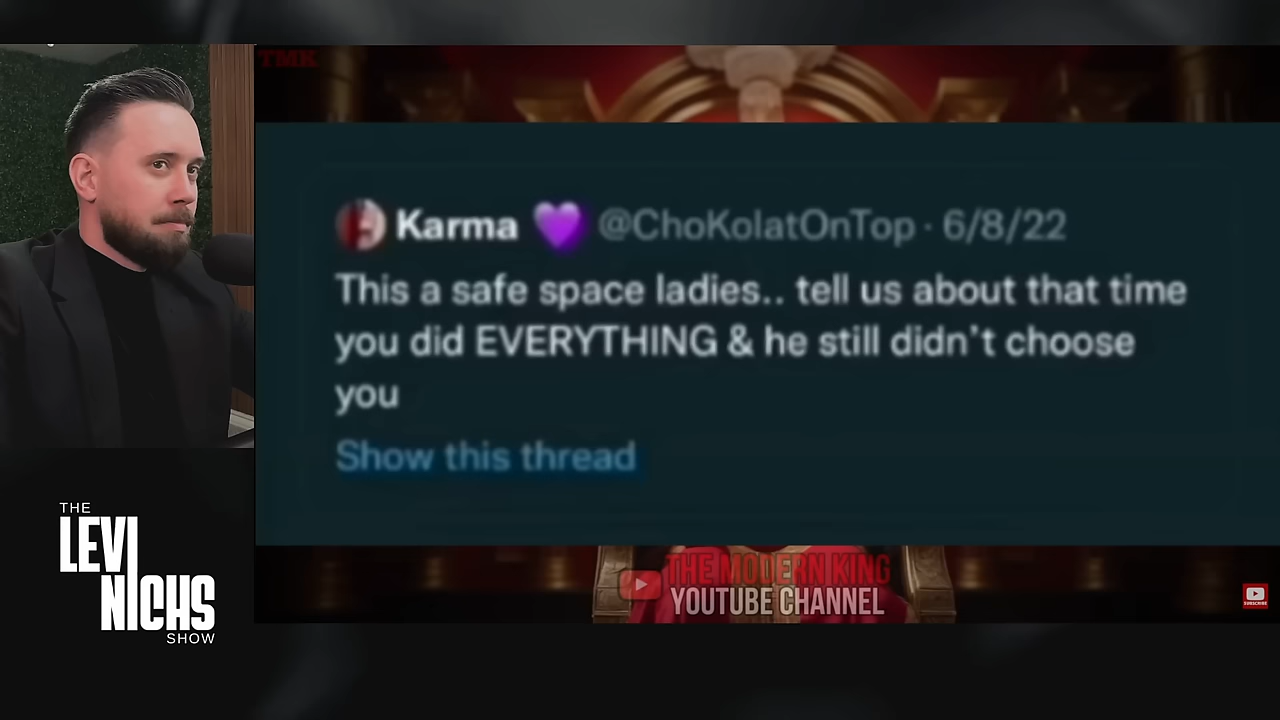 TMK
Karma 💜 @ChoKolatOnTop · 6/8/22
This a safe space ladies.. tell us about that time
you did EVERYTHING & he still didn't choose
you
Show this thread
THE
LEVI
NICHS
SHOW
THE MODERN KING
YOUTUBE CHANNEL
SUBSCRIBE